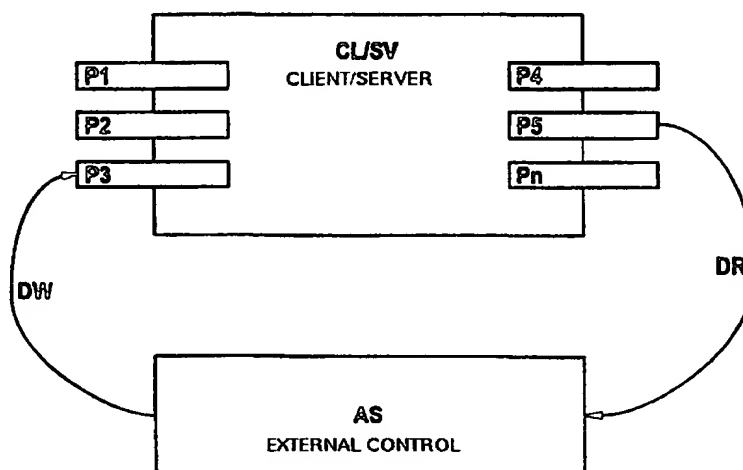 CL/SV
CLIENT/SERVER
P1
P2
P3
P4
P5
Pn
DW
DR
AS
EXTERNAL CONTROL